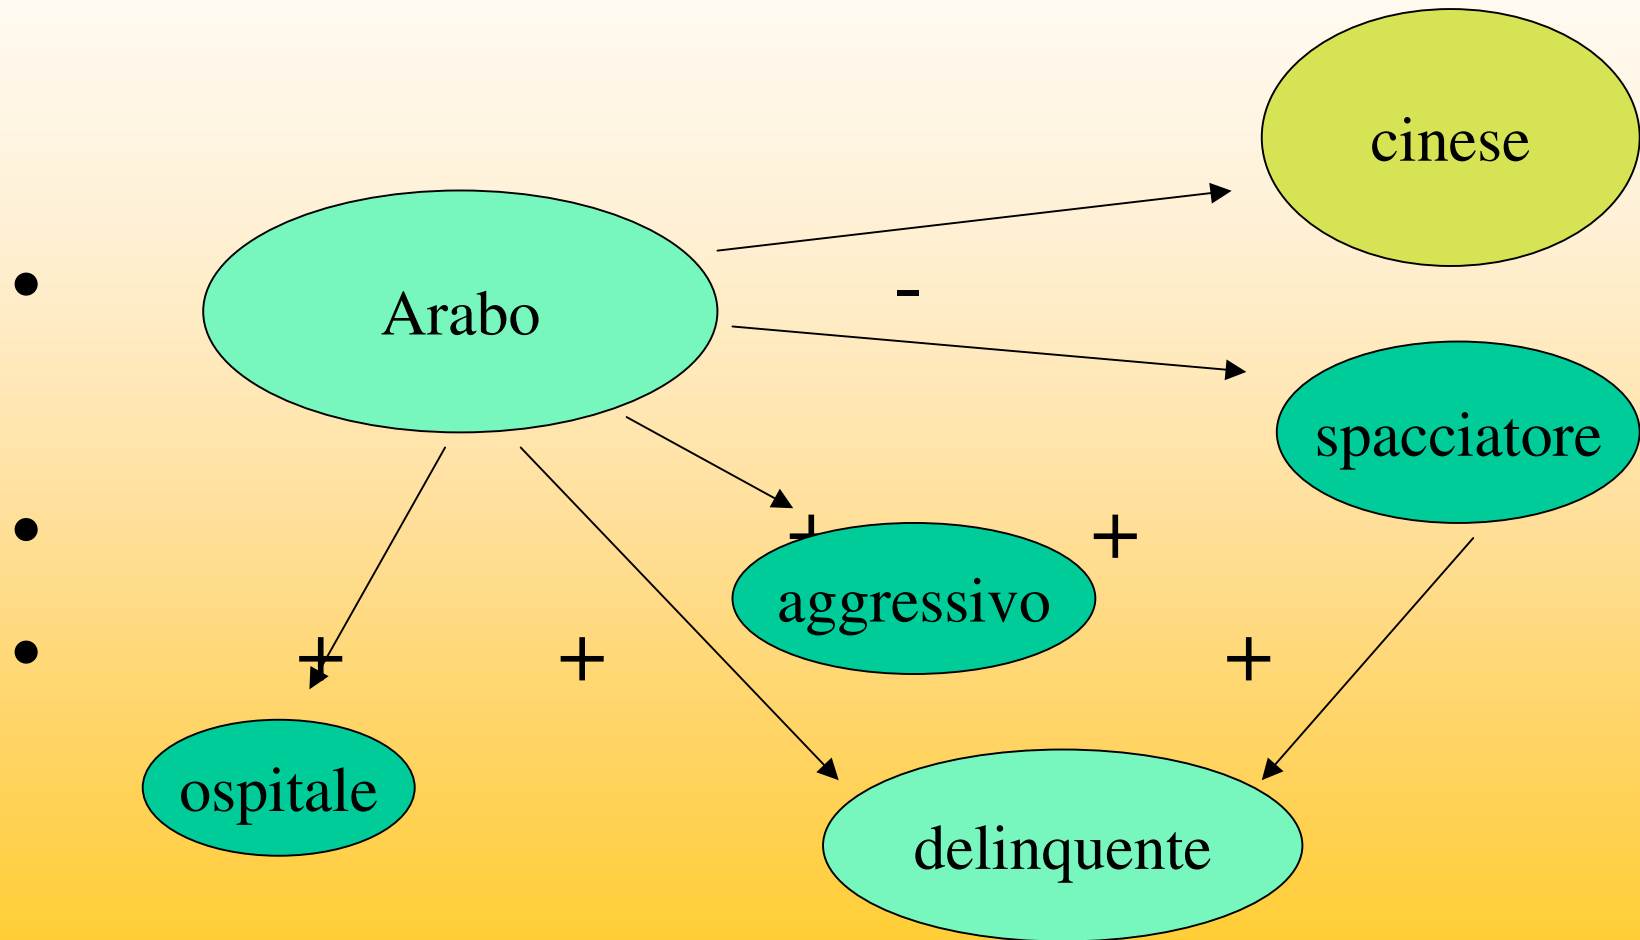 cinese
• Arabo -
spacciatore
• + +
aggressivo
• + + +
ospitale
delinquente